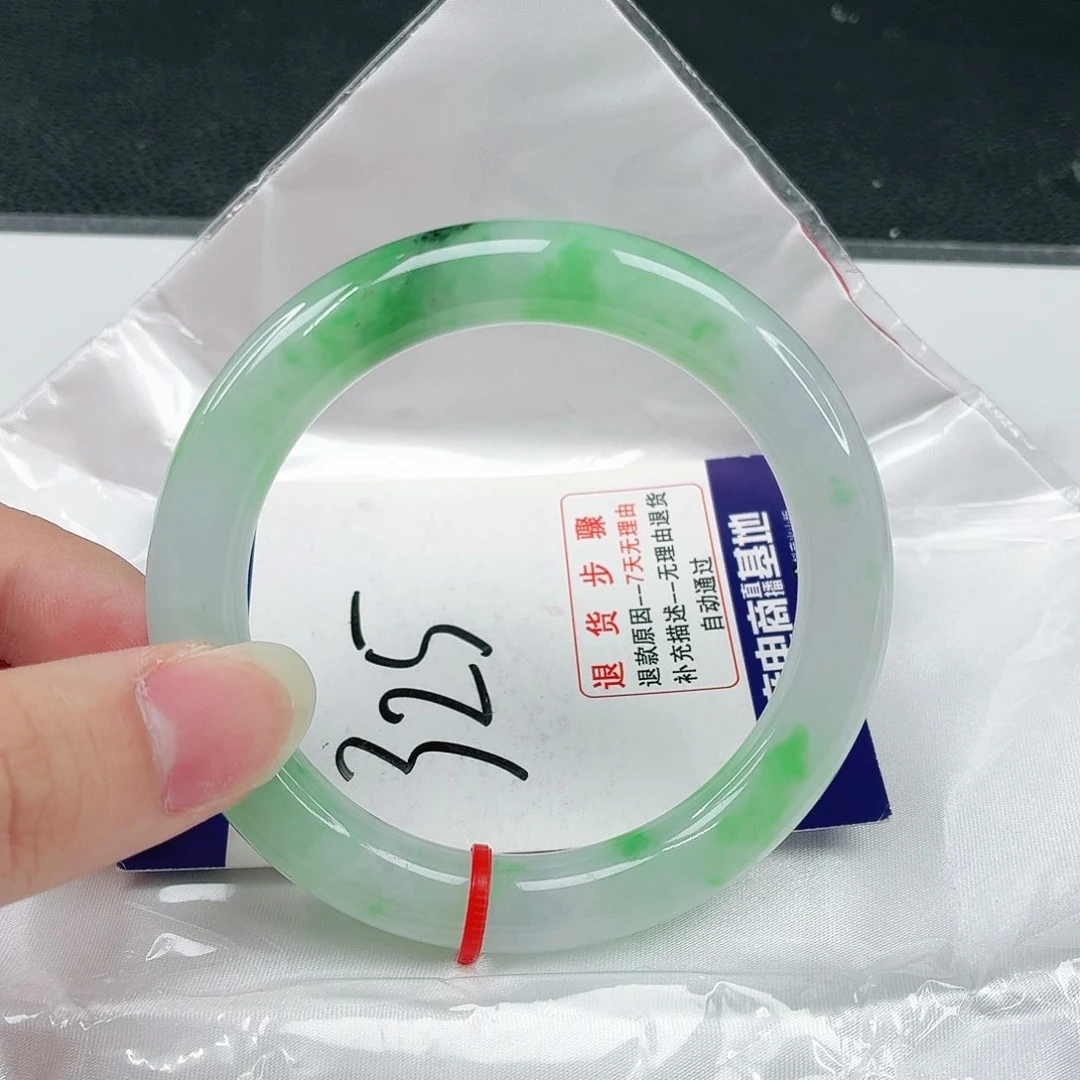 325
退货步骤
退款原因--7天无理由
补充描述--无理由退货
自动通过
电商直播基地